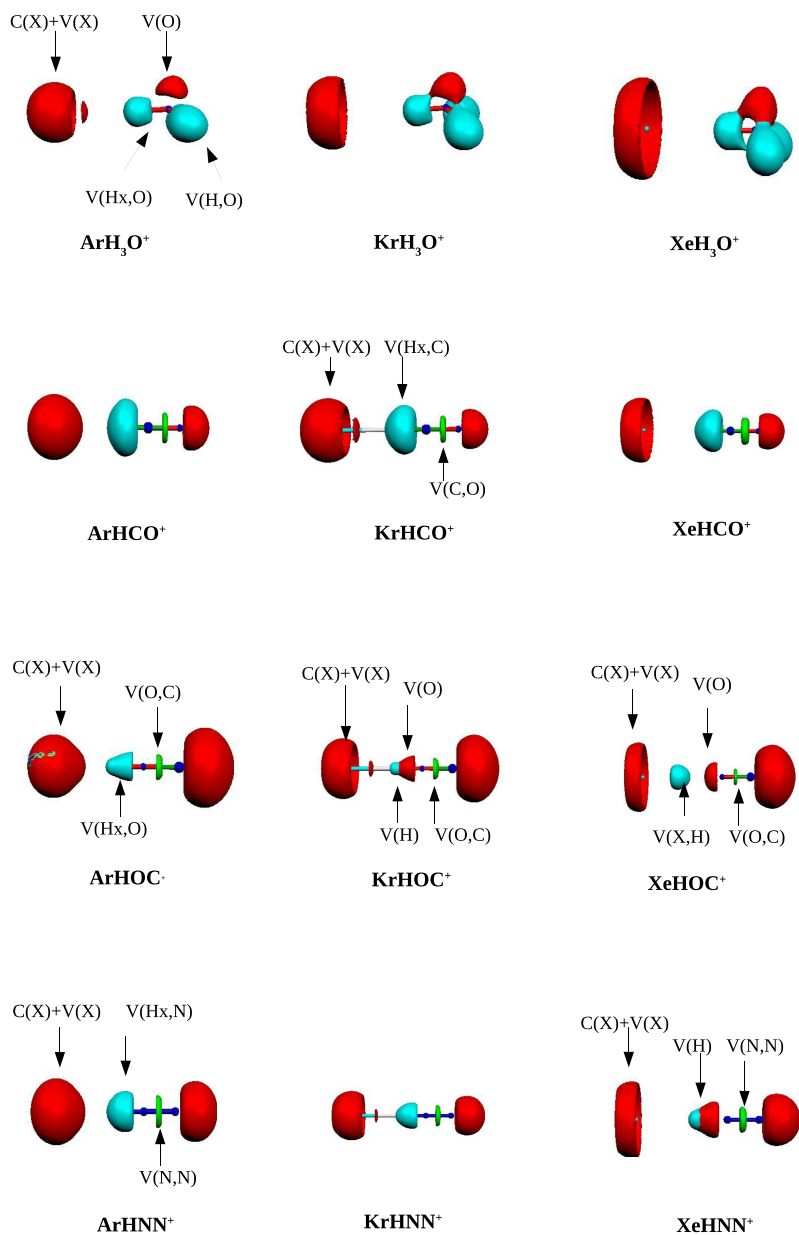 C(X)+V(X) V(O)
V(Hx,O) V(H,O)
ArH3O+ KrH3O+ XeH3O+
C(X)+V(X) V(Hx,C)
V(C,O)
ArHCO+ KrHCO+ XeHCO+
C(X)+V(X) C(X)+V(X) C(X)+V(X)
V(O,C) V(O) V(O)
V(Hx,O) V(H) V(O,C) V(X,H) V(O,C)
ArHOC+ KrHOC+ XeHOC+
C(X)+V(X) V(Hx,N) C(X)+V(X)
V(H) V(N,N)
V(N,N)
ArHNN+ KrHNN+ XeHNN+